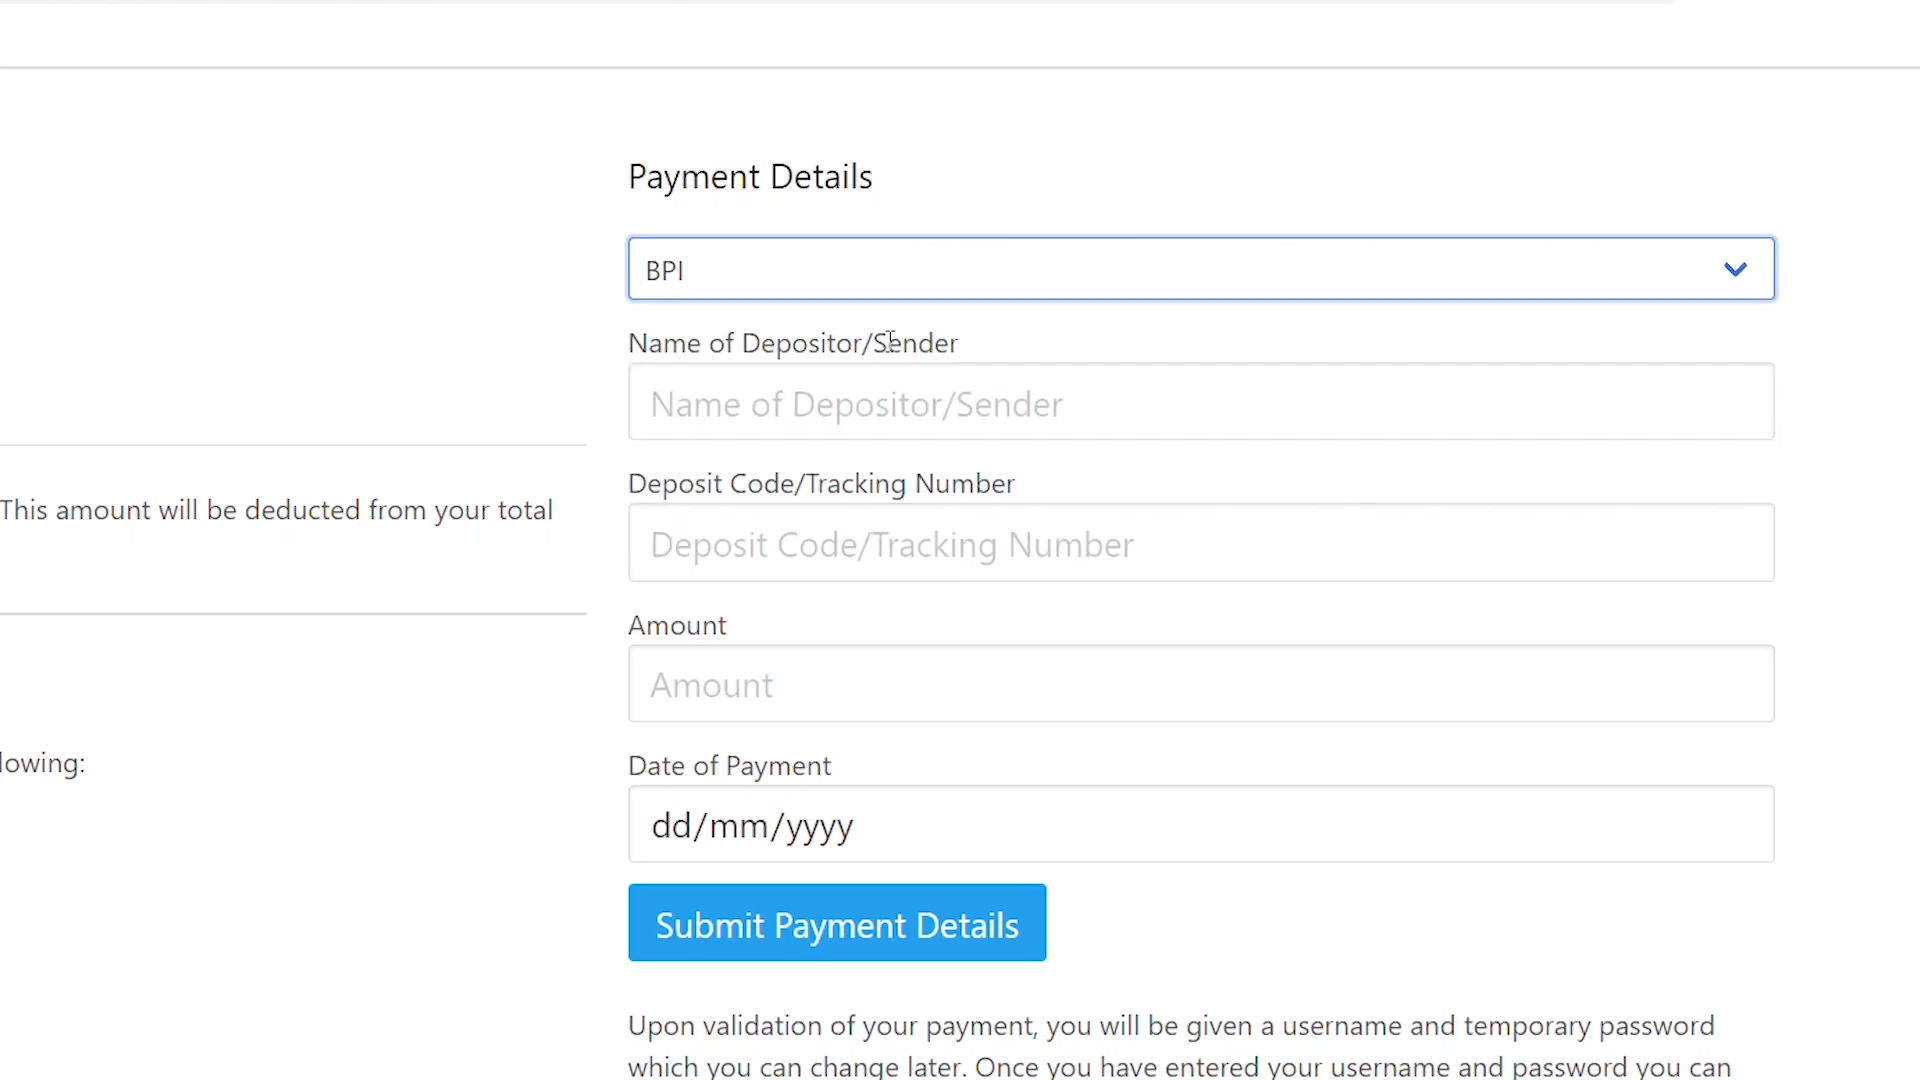 Payment Details
BPI
Name of Depositor/Sender
Name of Depositor/Sender
Deposit Code/Tracking Number
This amount will be deducted from your total
Deposit Code/Tracking Number
Amount
Amount
lowing:
Date of Payment
dd/mm/yyyy
Submit Payment Details
Upon validation of your payment, you will be given a username and temporary password
which you can change later. Once you have entered your username and password you can